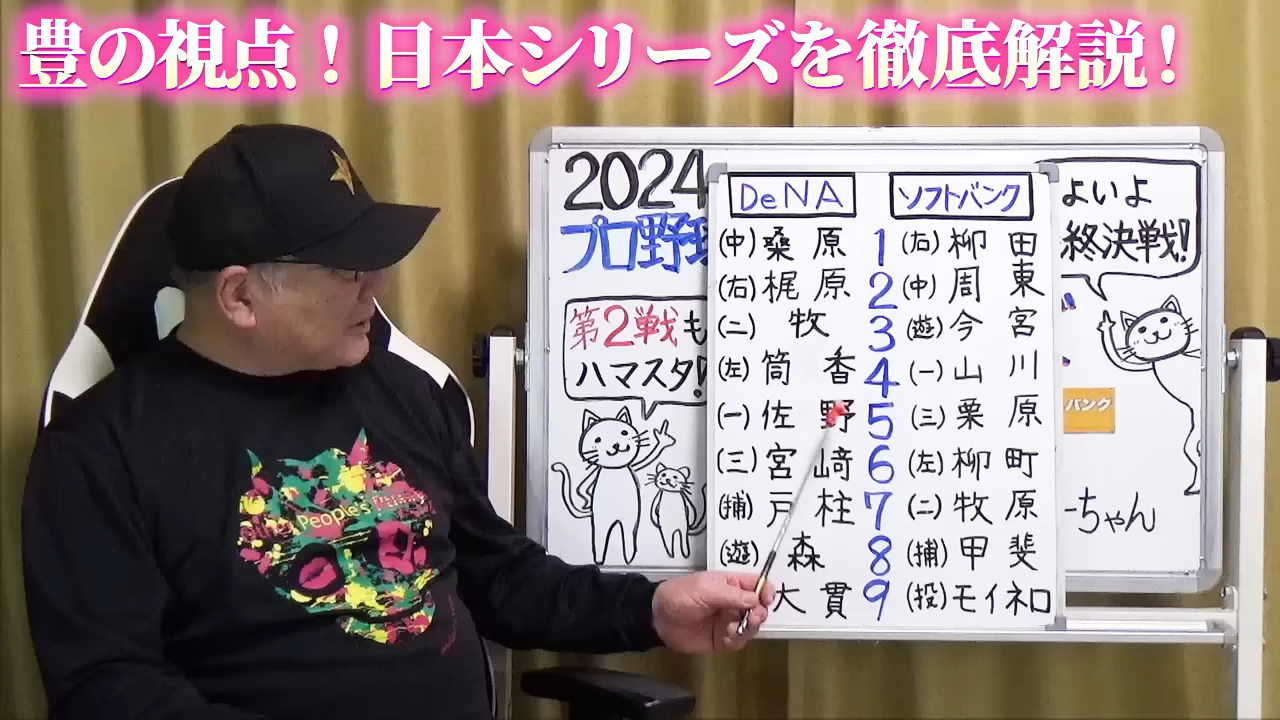 豊の視点！日本シリーズを徹底解説！
2024
プロ野球
第2戦も
ハマスタ!
DeNA ソフトバンク
(中) 桑原 1 (右) 柳田
(右) 梶原 2 (中) 周東
(二) 牧 3 (遊) 今宮
(左) 筒香 4 (一) 山川
(一) 佐野 5 (三) 栗原
(三) 宮﨑 6 (左) 柳町
(捕) 戸柱 7 (二) 牧原
(遊) 森 8 (捕) 甲斐
大貫 9 (投) モイネロ
よいよ
終決戦!
バンク
ーちゃん
People's